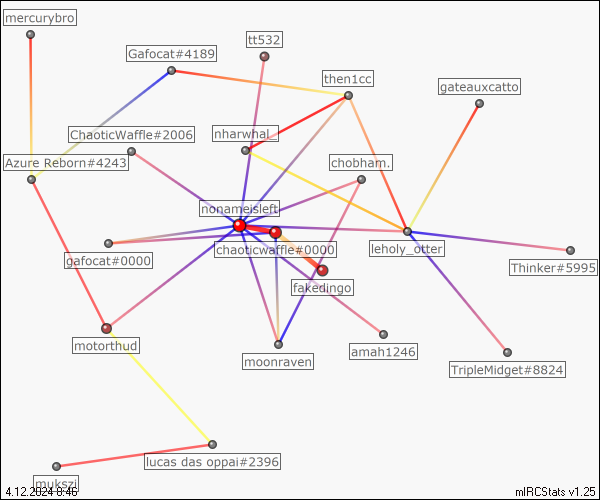 mercurybro
tt532
Gafocat#4189
then1cc
gateauxcatto
ChaoticWaffle#2006
nharwhal_
Azure Reborn#4243
chobham.
nonameisleft
chaoticwaffle#0000
leholy_otter
gafocat#0000
Thinker#5995
fakedingo
motorthud
moonraven
amah1246
TripleMidget#8824
lucas das oppai#2396
mukszi
4.12.2024 0:46
mIRCStats v1.25